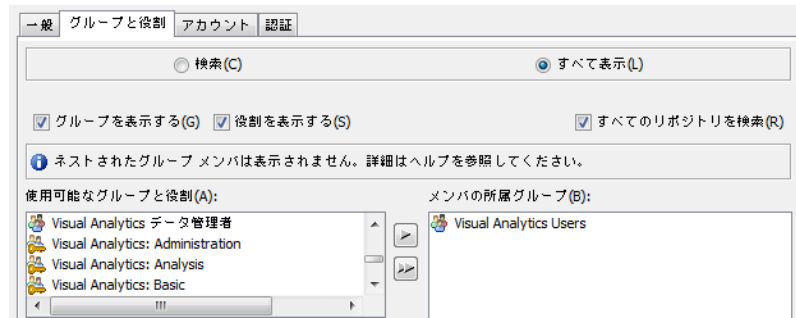 一般 グループと役割 アカウント 認証
検索(C) すべて表示(L)
グループを表示する(G) 役割を表示する(S) すべてのリポジトリを検索(R)
ネストされたグループ メンバは表示されません。詳細はヘルプを参照してください。
使用可能なグループと役割(A): メンバの所属グループ(B):
Visual Analytics データ管理者 Visual Analytics Users
Visual Analytics: Administration
Visual Analytics: Analysis
Visual Analytics: Basic